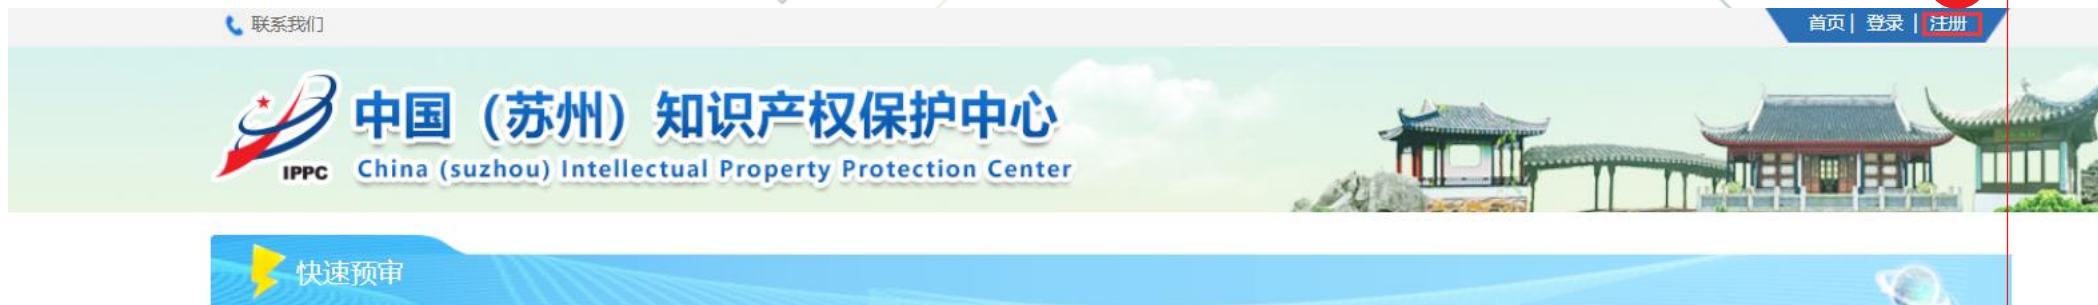 联系我们
首页| 登录 | 注册
中国（苏州）知识产权保护中心
IPPC
China (suzhou) Intellectual Property Protection Center
快速预审